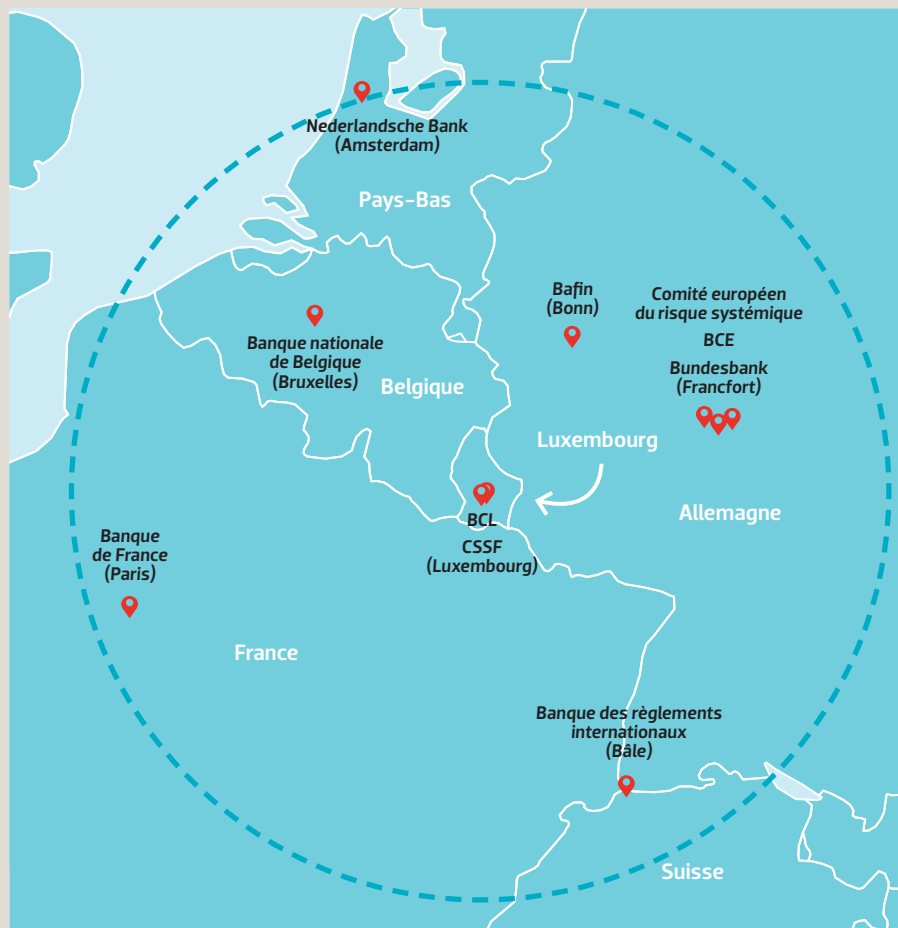 Nederlandsche Bank
(Amsterdam)
Pays-Bas
Bafin
(Bonn)
Comité européen
du risque systémique
BCE
Bundesbank
(Francfort)
Banque nationale
de Belgique
(Bruxelles)
Belgique
Luxembourg
BCL
CSSF
(Luxembourg)
Allemagne
Banque
de France
(Paris)
France
Banque des règlements
internationaux
(Bâle)
Suisse